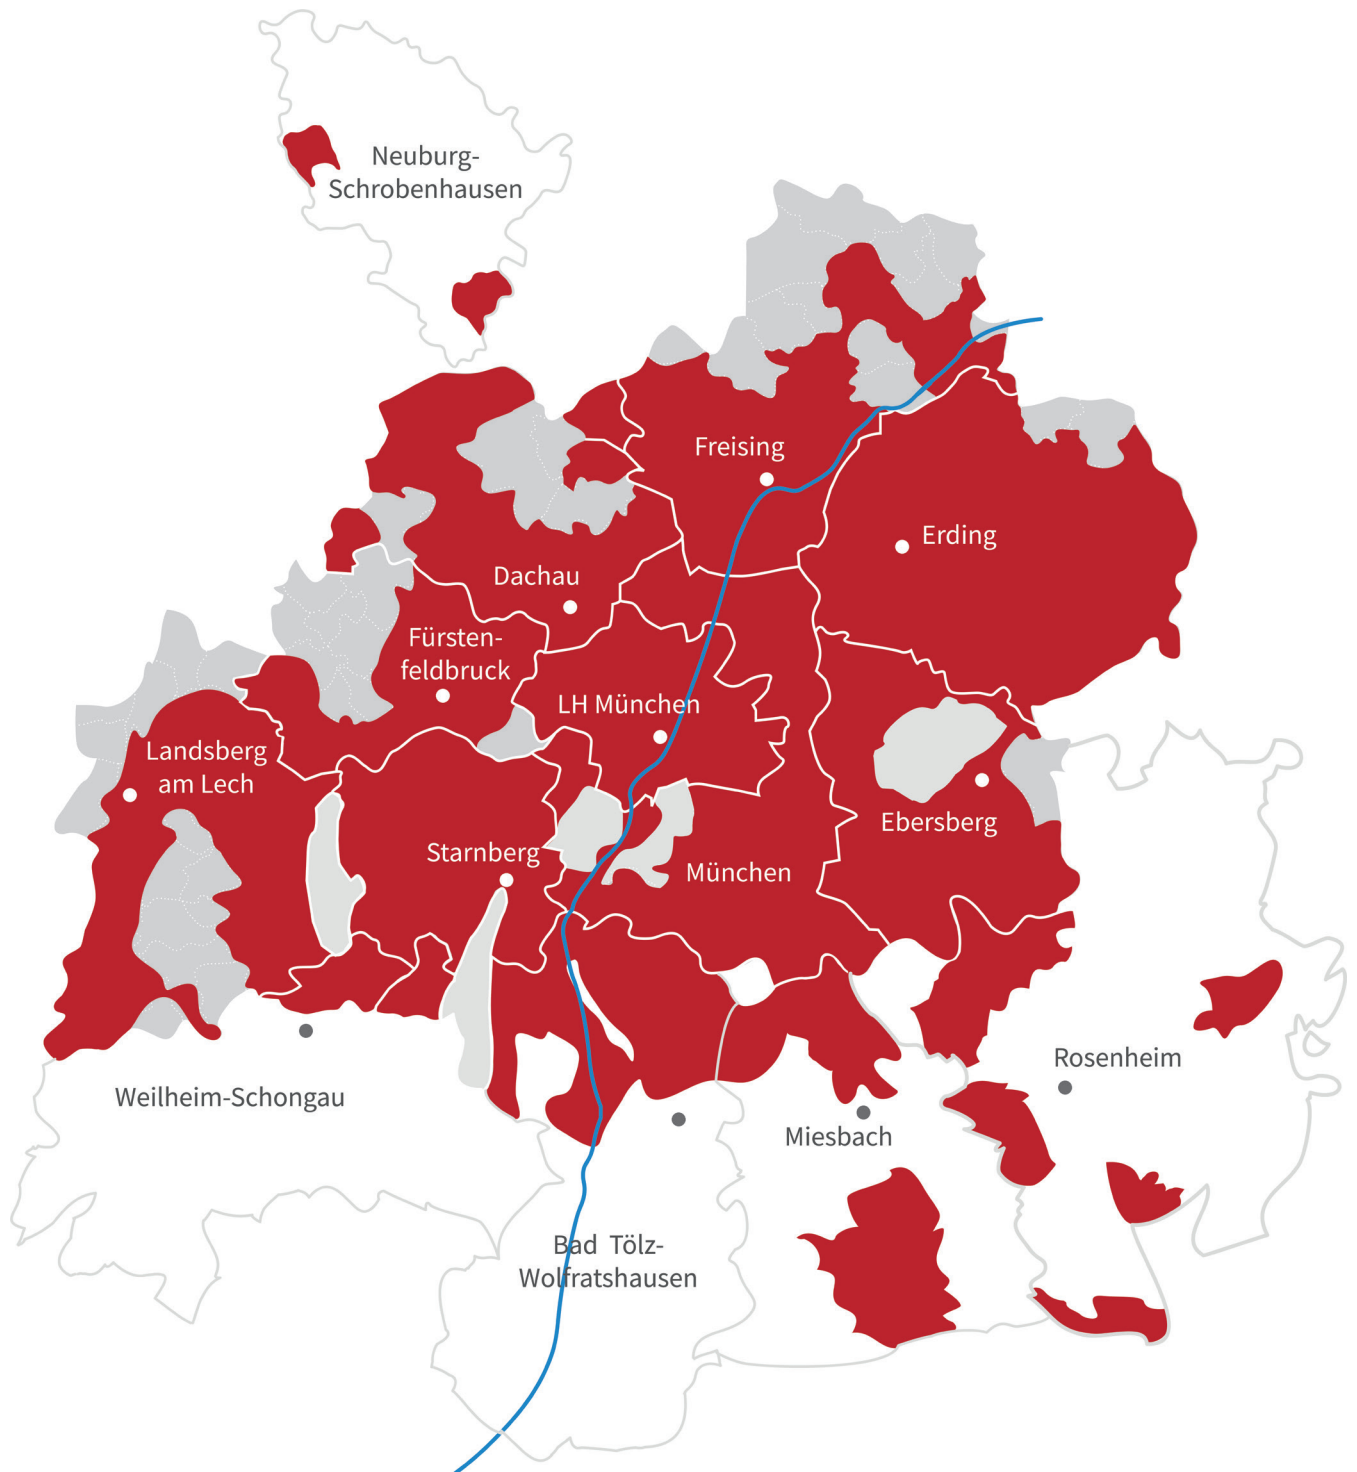 Neuburg-
Schrobenhausen
Freising
Erding
Dachau
Fürsten-
feldbruck
LH München
Landsberg
am Lech
Ebersberg
Starnberg
München
Rosenheim
Weilheim-Schongau
Miesbach
Bad Tölz-
Wolfratshausen